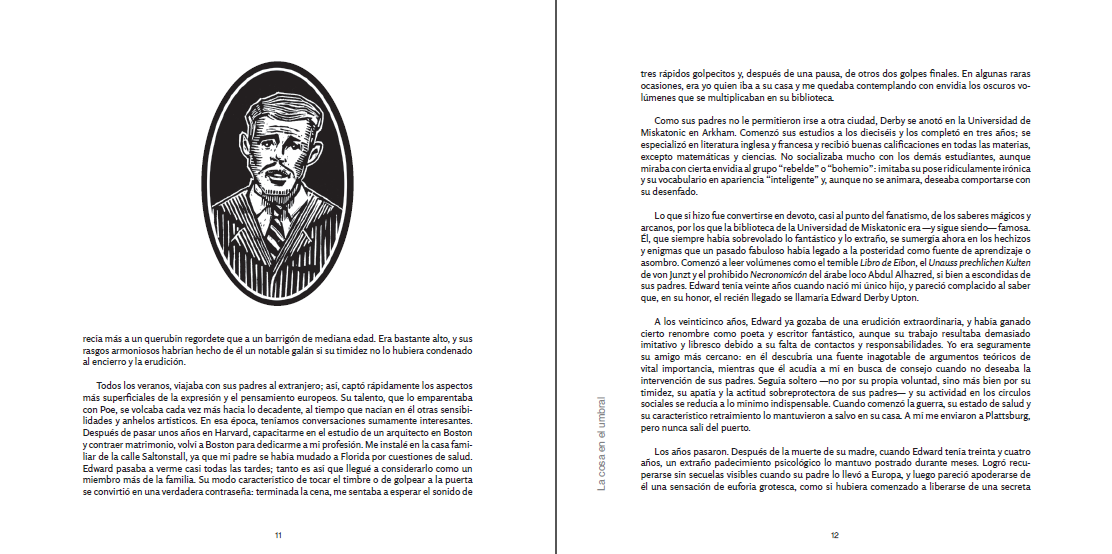 recía más a un querubín regordete que a un barrigón de mediana edad. Era bastante alto, y sus
rasgos armoniosos habrían hecho de él un notable galán si su timidez no lo hubiera condenado
al encierro y la erudición.
Todos los veranos, viajaba con sus padres al extranjero; así, captó rápidamente los aspectos
más superficiales de la expresión y el pensamiento europeos. Su talento, que lo emparentaba
con Poe, se volcaba cada vez más hacia lo decadente, al tiempo que nacían en él otras sensibi-
lidades y anhelos artísticos. En esa época, teníamos conversaciones sumamente interesantes.
Después de pasar unos años en Harvard, capacitarme en el estudio de un arquitecto en Boston
y contraer matrimonio, volví a Boston para dedicarme a mi profesión. Me instalé en la casa fami-
liar de la calle Saltonstall, ya que mi padre se había mudado a Florida por cuestiones de salud.
Edward pasaba a verme casi todas las tardes; tanto es así que llegué a considerarlo como un
miembro más de la familia. Su modo característico de tocar el timbre o de golpear a la puerta
se convirtió en una verdadera contraseña: terminada la cena, me sentaba a esperar el sonido de
11
tres rápidos golpecitos y, después de una pausa, de otros dos golpes finales. En algunas raras
ocasiones, era yo quien iba a su casa y me quedaba contemplando con envidia los oscuros vo-
lúmenes que se multiplicaban en su biblioteca.
Como sus padres no le permitieron irse a otra ciudad, Derby se anotó en la Universidad de
Miskatonic en Arkham. Comenzó sus estudios a los dieciséis y los completó en tres años; se
especializó en literatura inglesa y francesa y recibió buenas calificaciones en todas las materias,
excepto matemáticas y ciencias. No socializaba mucho con los demás estudiantes, aunque
miraba con cierta envidia al grupo “rebelde” o “bohemio”: imitaba su pose ridículamente irónica
y su vocabulario en apariencia “inteligente” y, aunque no se animara, deseaba comportarse con
su desenfado.
Lo que sí hizo fue convertirse en devoto, casi al punto del fanatismo, de los saberes mágicos y
arcanos, por los que la biblioteca de la Universidad de Miskatonic era —y sigue siendo— famosa.
Él, que siempre había sobrevolado lo fantástico y lo extraño, se sumergía ahora en los hechizos
y enigmas que un pasado fabuloso había legado a la posteridad como fuente de aprendizaje o
asombro. Comenzó a leer volúmenes como el temible Libro de Eibon, el Unauss prechlichen Kulten
de von Junzt y el prohibido Necronomicón del árabe loco Abdul Alhazred, si bien a escondidas de
sus padres. Edward tenía veinte años cuando nació mi único hijo, y pareció complacido al saber
que, en su honor, el recién llegado se llamaría Edward Derby Upton.
A los veinticinco años, Edward ya gozaba de una erudición extraordinaria, y había ganado
cierto renombre como poeta y escritor fantástico, aunque su trabajo resultaba demasiado
imitativo y libresco debido a su falta de contactos y responsabilidades. Yo era seguramente
su amigo más cercano: en él descubría una fuente inagotable de argumentos teóricos de
vital importancia, mientras que él acudía a mí en busca de consejo cuando no deseaba la
intervención de sus padres. Seguía soltero —no por su propia voluntad, sino más bien por su
timidez, su apatía y la actitud sobreprotectora de sus padres— y su actividad en los círculos
sociales se reducía a lo mínimo indispensable. Cuando comenzó la guerra, su estado de salud y
su característico retraimiento lo mantuvieron a salvo en su casa. A mí me enviaron a Plattsburg,
pero nunca salí del puerto.
Los años pasaron. Después de la muerte de su madre, cuando Edward tenía treinta y cuatro
años, un extraño padecimiento psicológico lo mantuvo postrado durante meses. Logró recu-
perarse sin secuelas visibles cuando su padre lo llevó a Europa, y luego pareció apoderarse de
él una sensación de euforia grotesca, como si hubiera comenzado a liberarse de una secreta
La cosa en el umbral
12